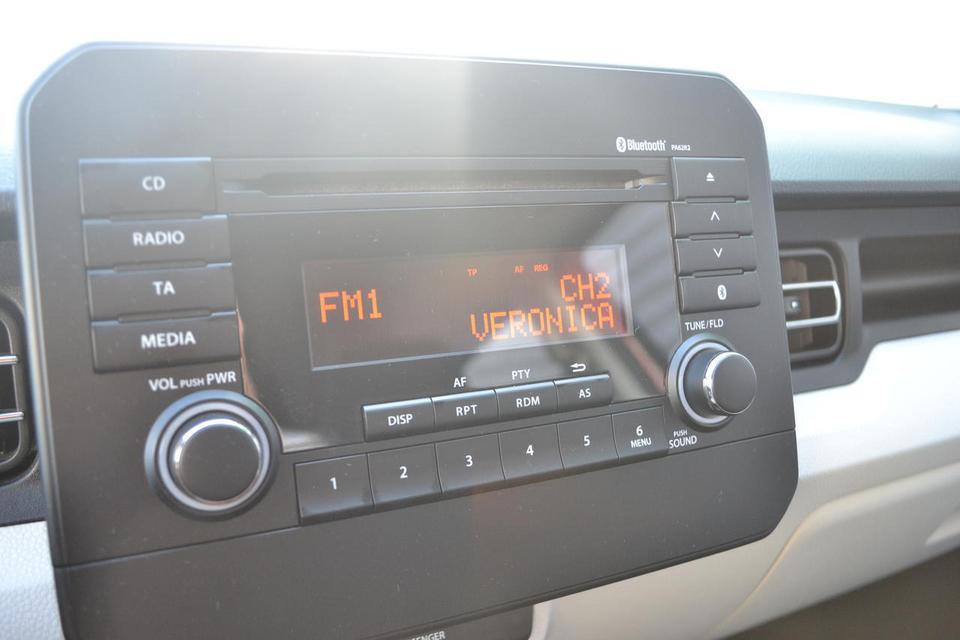 Bluetooth PA62R2
CD
RADIO
TA
MEDIA
VOL PUSH PWR
TP AF REG
FM1
CH2
VERONICA
TUNE/FLD
AF PTY
DISP RPT RDM AS
1 2 3 4 5 6
MENU
PUSH
SOUND